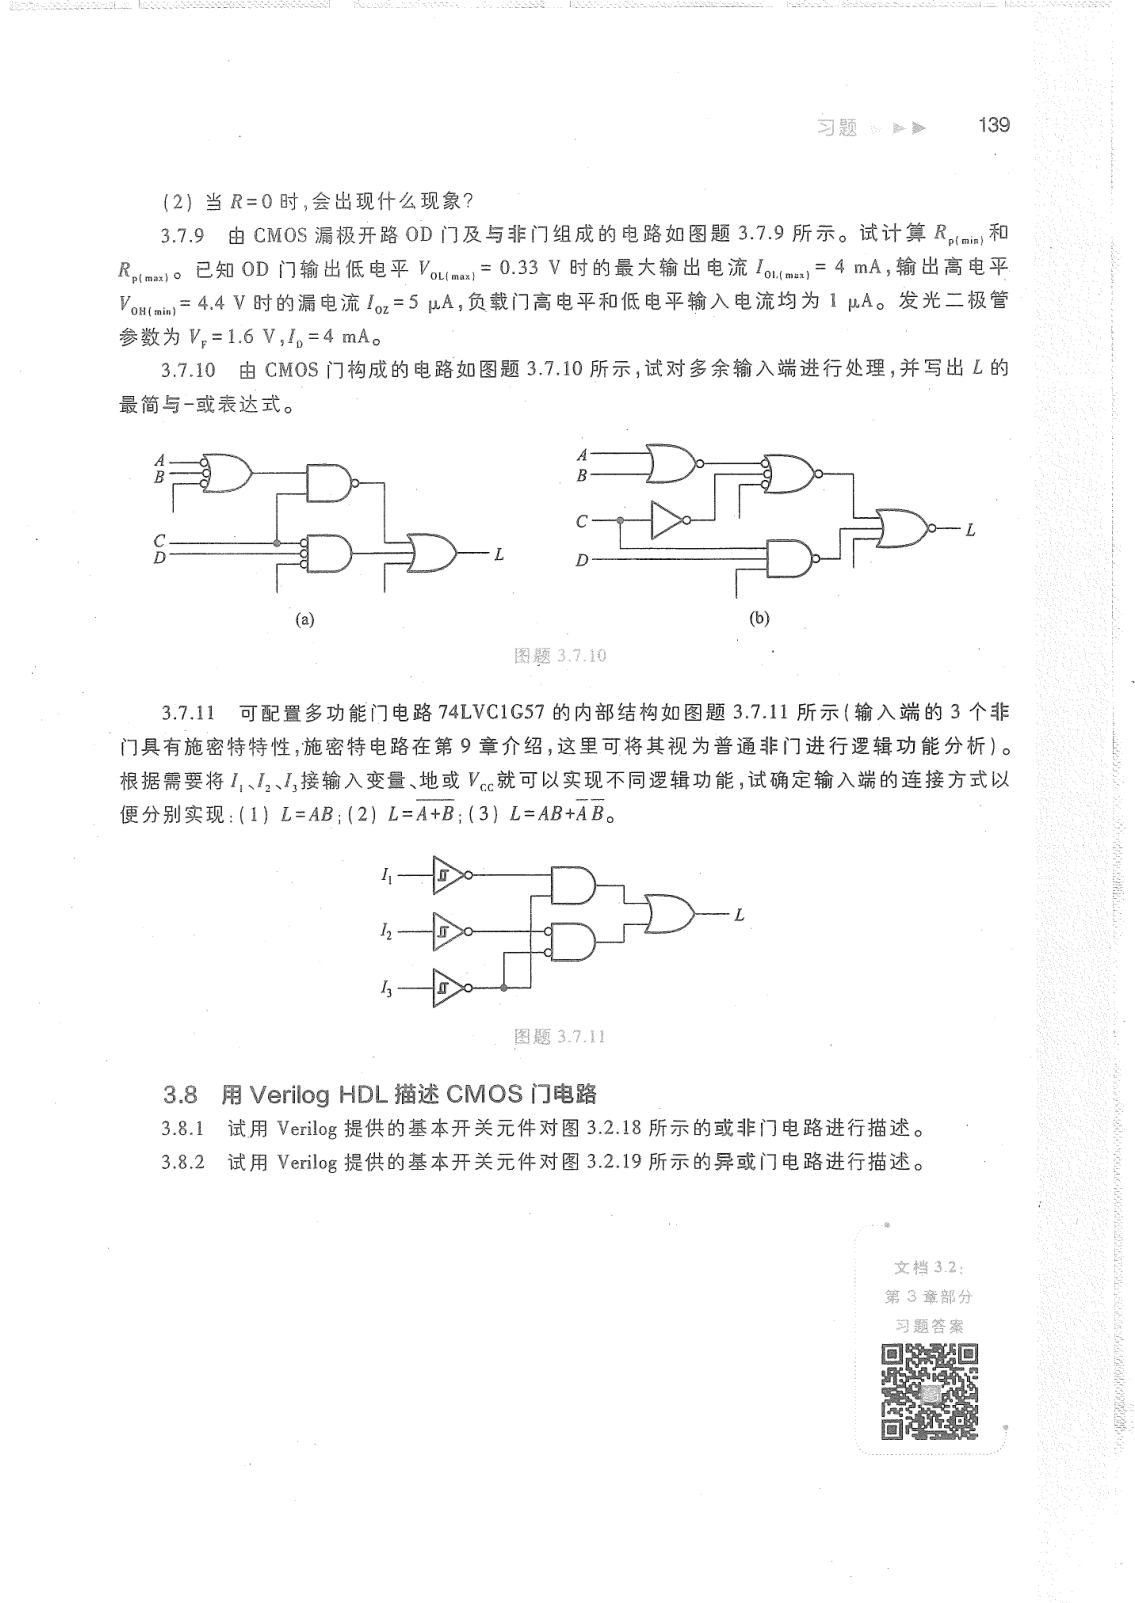 习题 139
(2) 当 R=0 时,会出现什么现象?
3.7.9 由 CMOS 漏极开路 OD 门及与非门组成的电路如图题 3.7.9 所示。试计算 Rp(min)和
Rp(max)。已知 OD 门输出低电平 VOL(max)=0.33 V 时的最大输出电流 IOL(max)=4 mA,输出高电平
VOH(min)=4.4 V 时的漏电流 IOZ=5 μA,负载门高电平和低电平输入电流均为 1 μA。发光二极管
参数为 VF=1.6 V,ID=4 mA。
3.7.10 由 CMOS 门构成的电路如图题 3.7.10 所示,试对多余输入端进行处理,并写出 L 的
最简与-或表达式。
A
B
C
D
L
(a)
A
B
C
D
L
(b)
图题 3.7.10
3.7.11 可配置多功能门电路 74LVC1G57 的内部结构如图题 3.7.11 所示(输入端的 3 个非
门具有施密特特性,施密特电路在第 9 章介绍,这里可将其视为普通非门进行逻辑功能分析)。
根据需要将 I₁、I₂、I₃接输入变量、地或 VCC就可以实现不同逻辑功能,试确定输入端的连接方式以
便分别实现:(1) L=AB;(2) L=A̅+̅B̅;(3) L=AB+A̅ B̅。
I₁
I₂
I₃
L
图题 3.7.11
3.8 用 Verilog HDL 描述 CMOS 门电路
3.8.1 试用 Verilog 提供的基本开关元件对图 3.2.18 所示的或非门电路进行描述。
3.8.2 试用 Verilog 提供的基本开关元件对图 3.2.19 所示的异或门电路进行描述。
文档 3.2:
第 3 章部分
习题答案